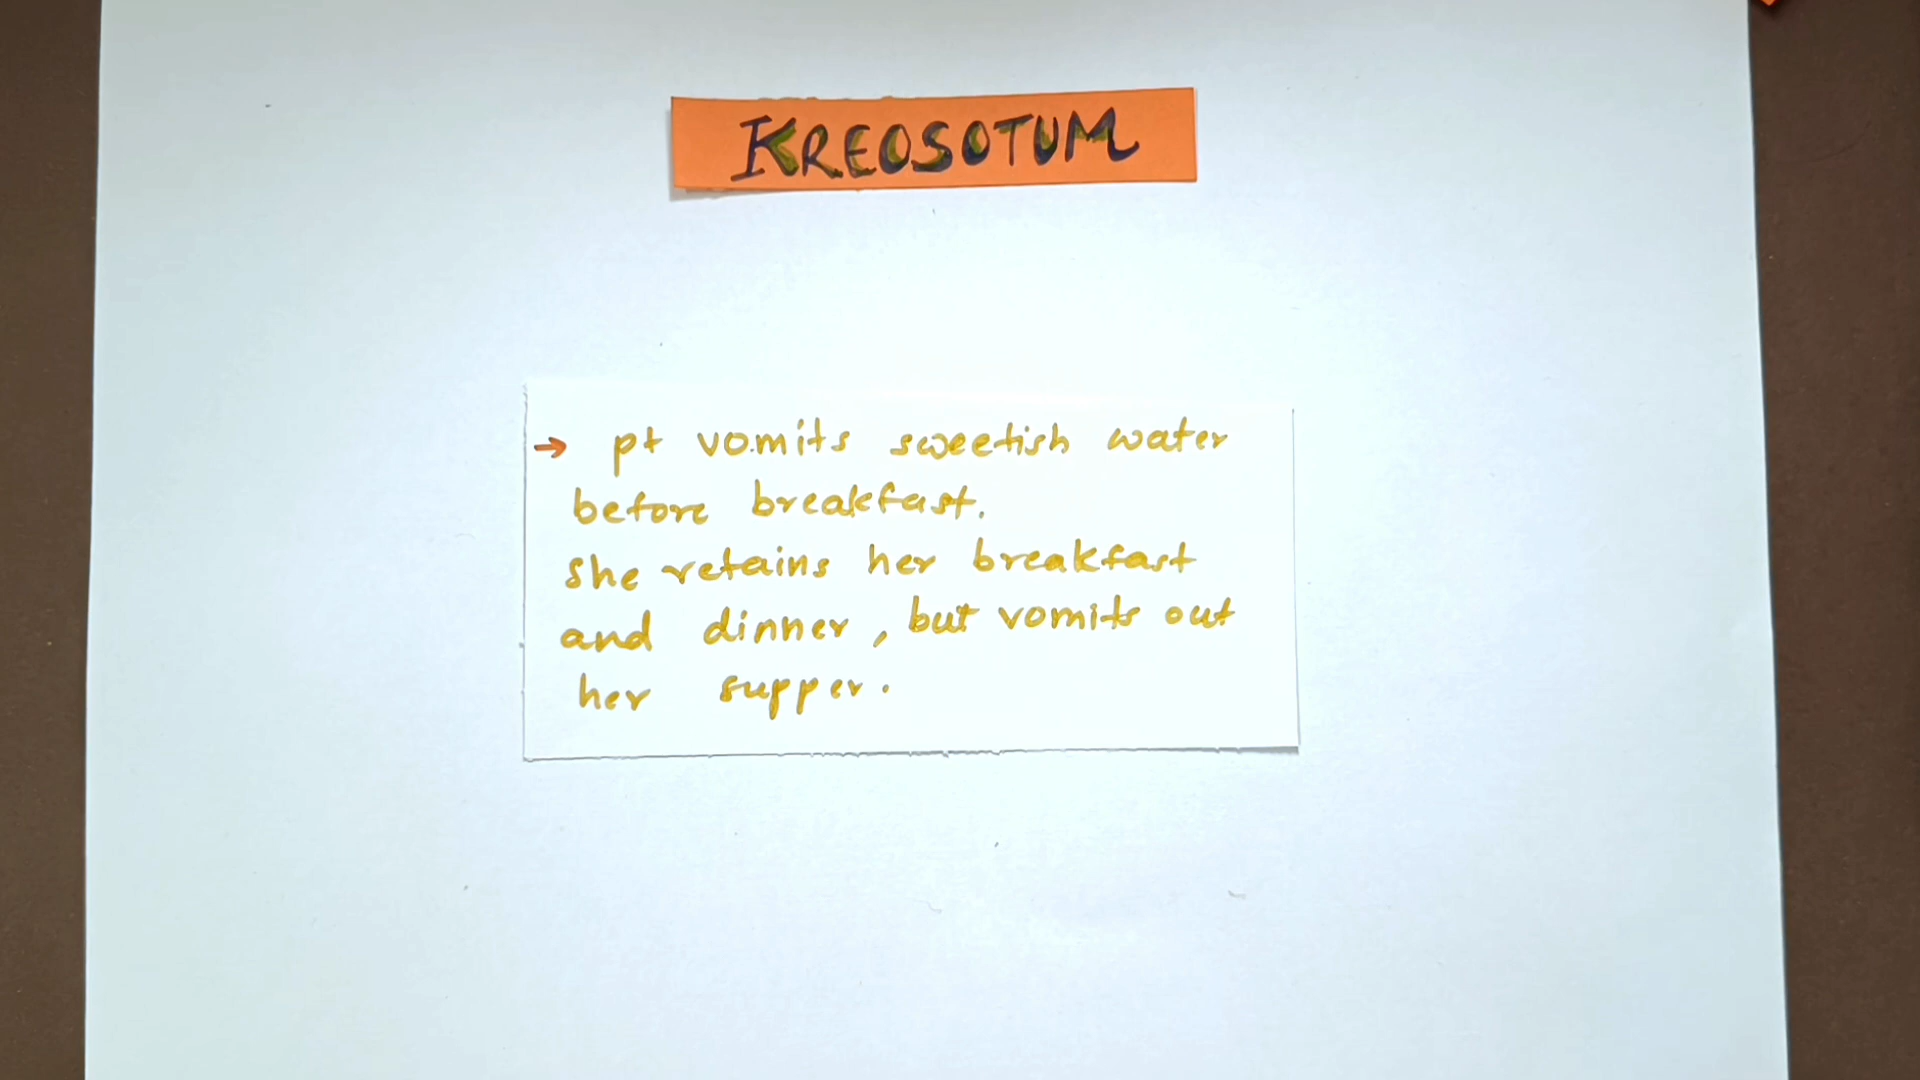 KREOSOTUM
→ pt vomits sweetish water
before breakfast.
she retains her breakfast
and dinner, but vomits out
her supper.